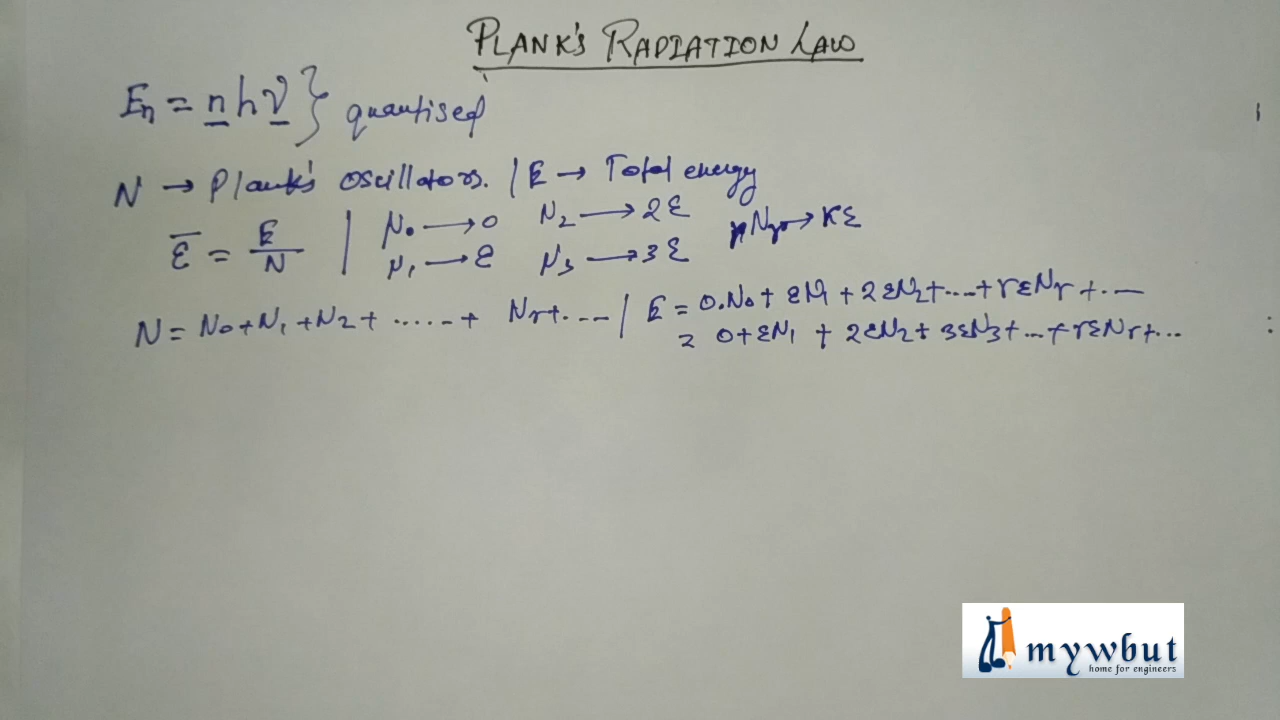 PLANK'S RADIATION LAW
En = nhν } quantised
N → Plank's oscillators. | E → Total energy
ε̅ = E/N | N₀ → 0 N₂ → 2ε Nr → rε
N₁ → ε N₃ → 3ε
N = N₀ + N₁ + N₂ + ...... + Nr + .... | E = 0.N₀ + εN₁ + 2εN₂ + .... + rεNr + ...
= 0 + εN₁ + 2εN₂ + 3εN₃ + ... + rεNr + ...
mywbut
home for engineers